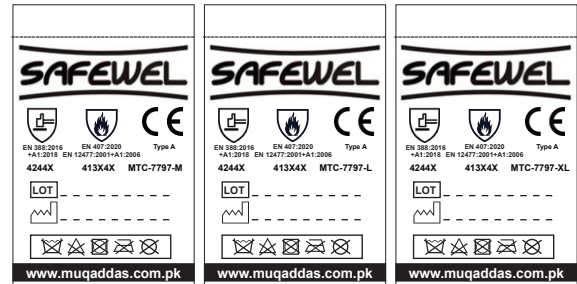 SAFEWEL
EN 388:2016
+A1:2018
EN 407:2020
EN 12477:2001+A1:2006
CE
Type A
4244X 413X4X MTC-7797-M
LOT
www.muqaddas.com.pk
SAFEWEL
EN 388:2016
+A1:2018
EN 407:2020
EN 12477:2001+A1:2006
CE
Type A
4244X 413X4X MTC-7797-L
LOT
www.muqaddas.com.pk
SAFEWEL
EN 388:2016
+A1:2018
EN 407:2020
EN 12477:2001+A1:2006
CE
Type A
4244X 413X4X MTC-7797-XL
LOT
www.muqaddas.com.pk